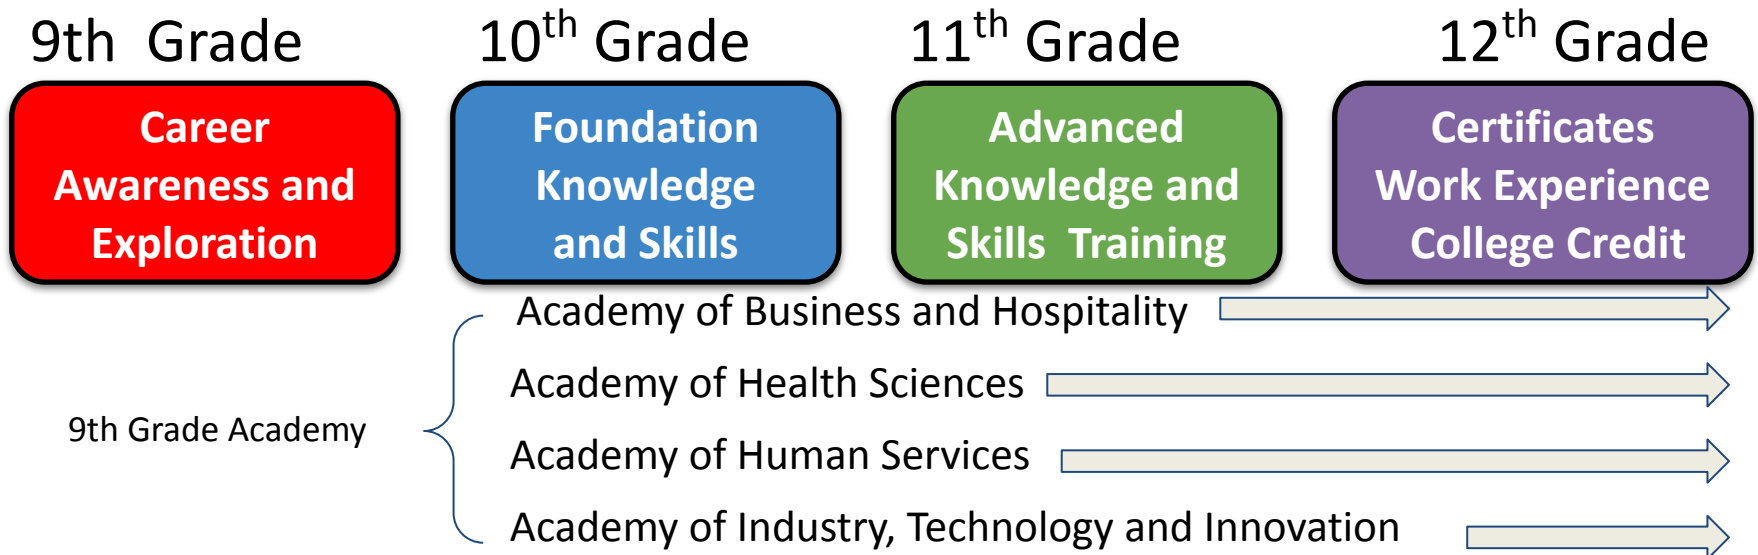 9th Grade
10th Grade
11th Grade
12th Grade
Career
Awareness and
Exploration
Foundation
Knowledge
and Skills
Advanced
Knowledge and
Skills Training
Certificates
Work Experience
College Credit
9th Grade Academy
Academy of Business and Hospitality
Academy of Health Sciences
Academy of Human Services
Academy of Industry, Technology and Innovation